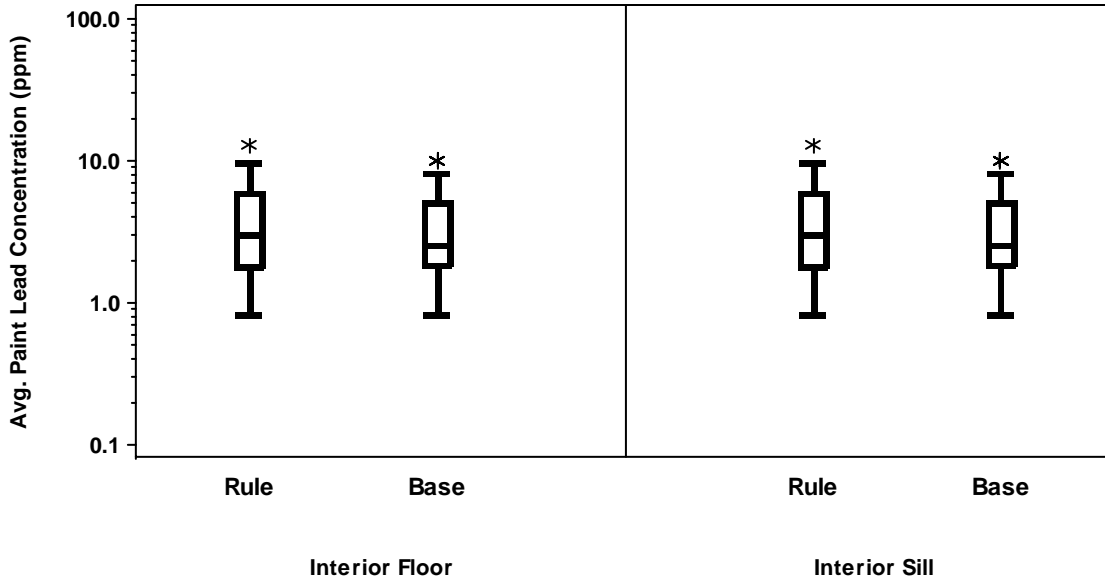 Avg. Paint Lead Concentration (ppm)
100.0
10.0
1.0
0.1
Rule Base Rule Base
Interior Floor Interior Sill